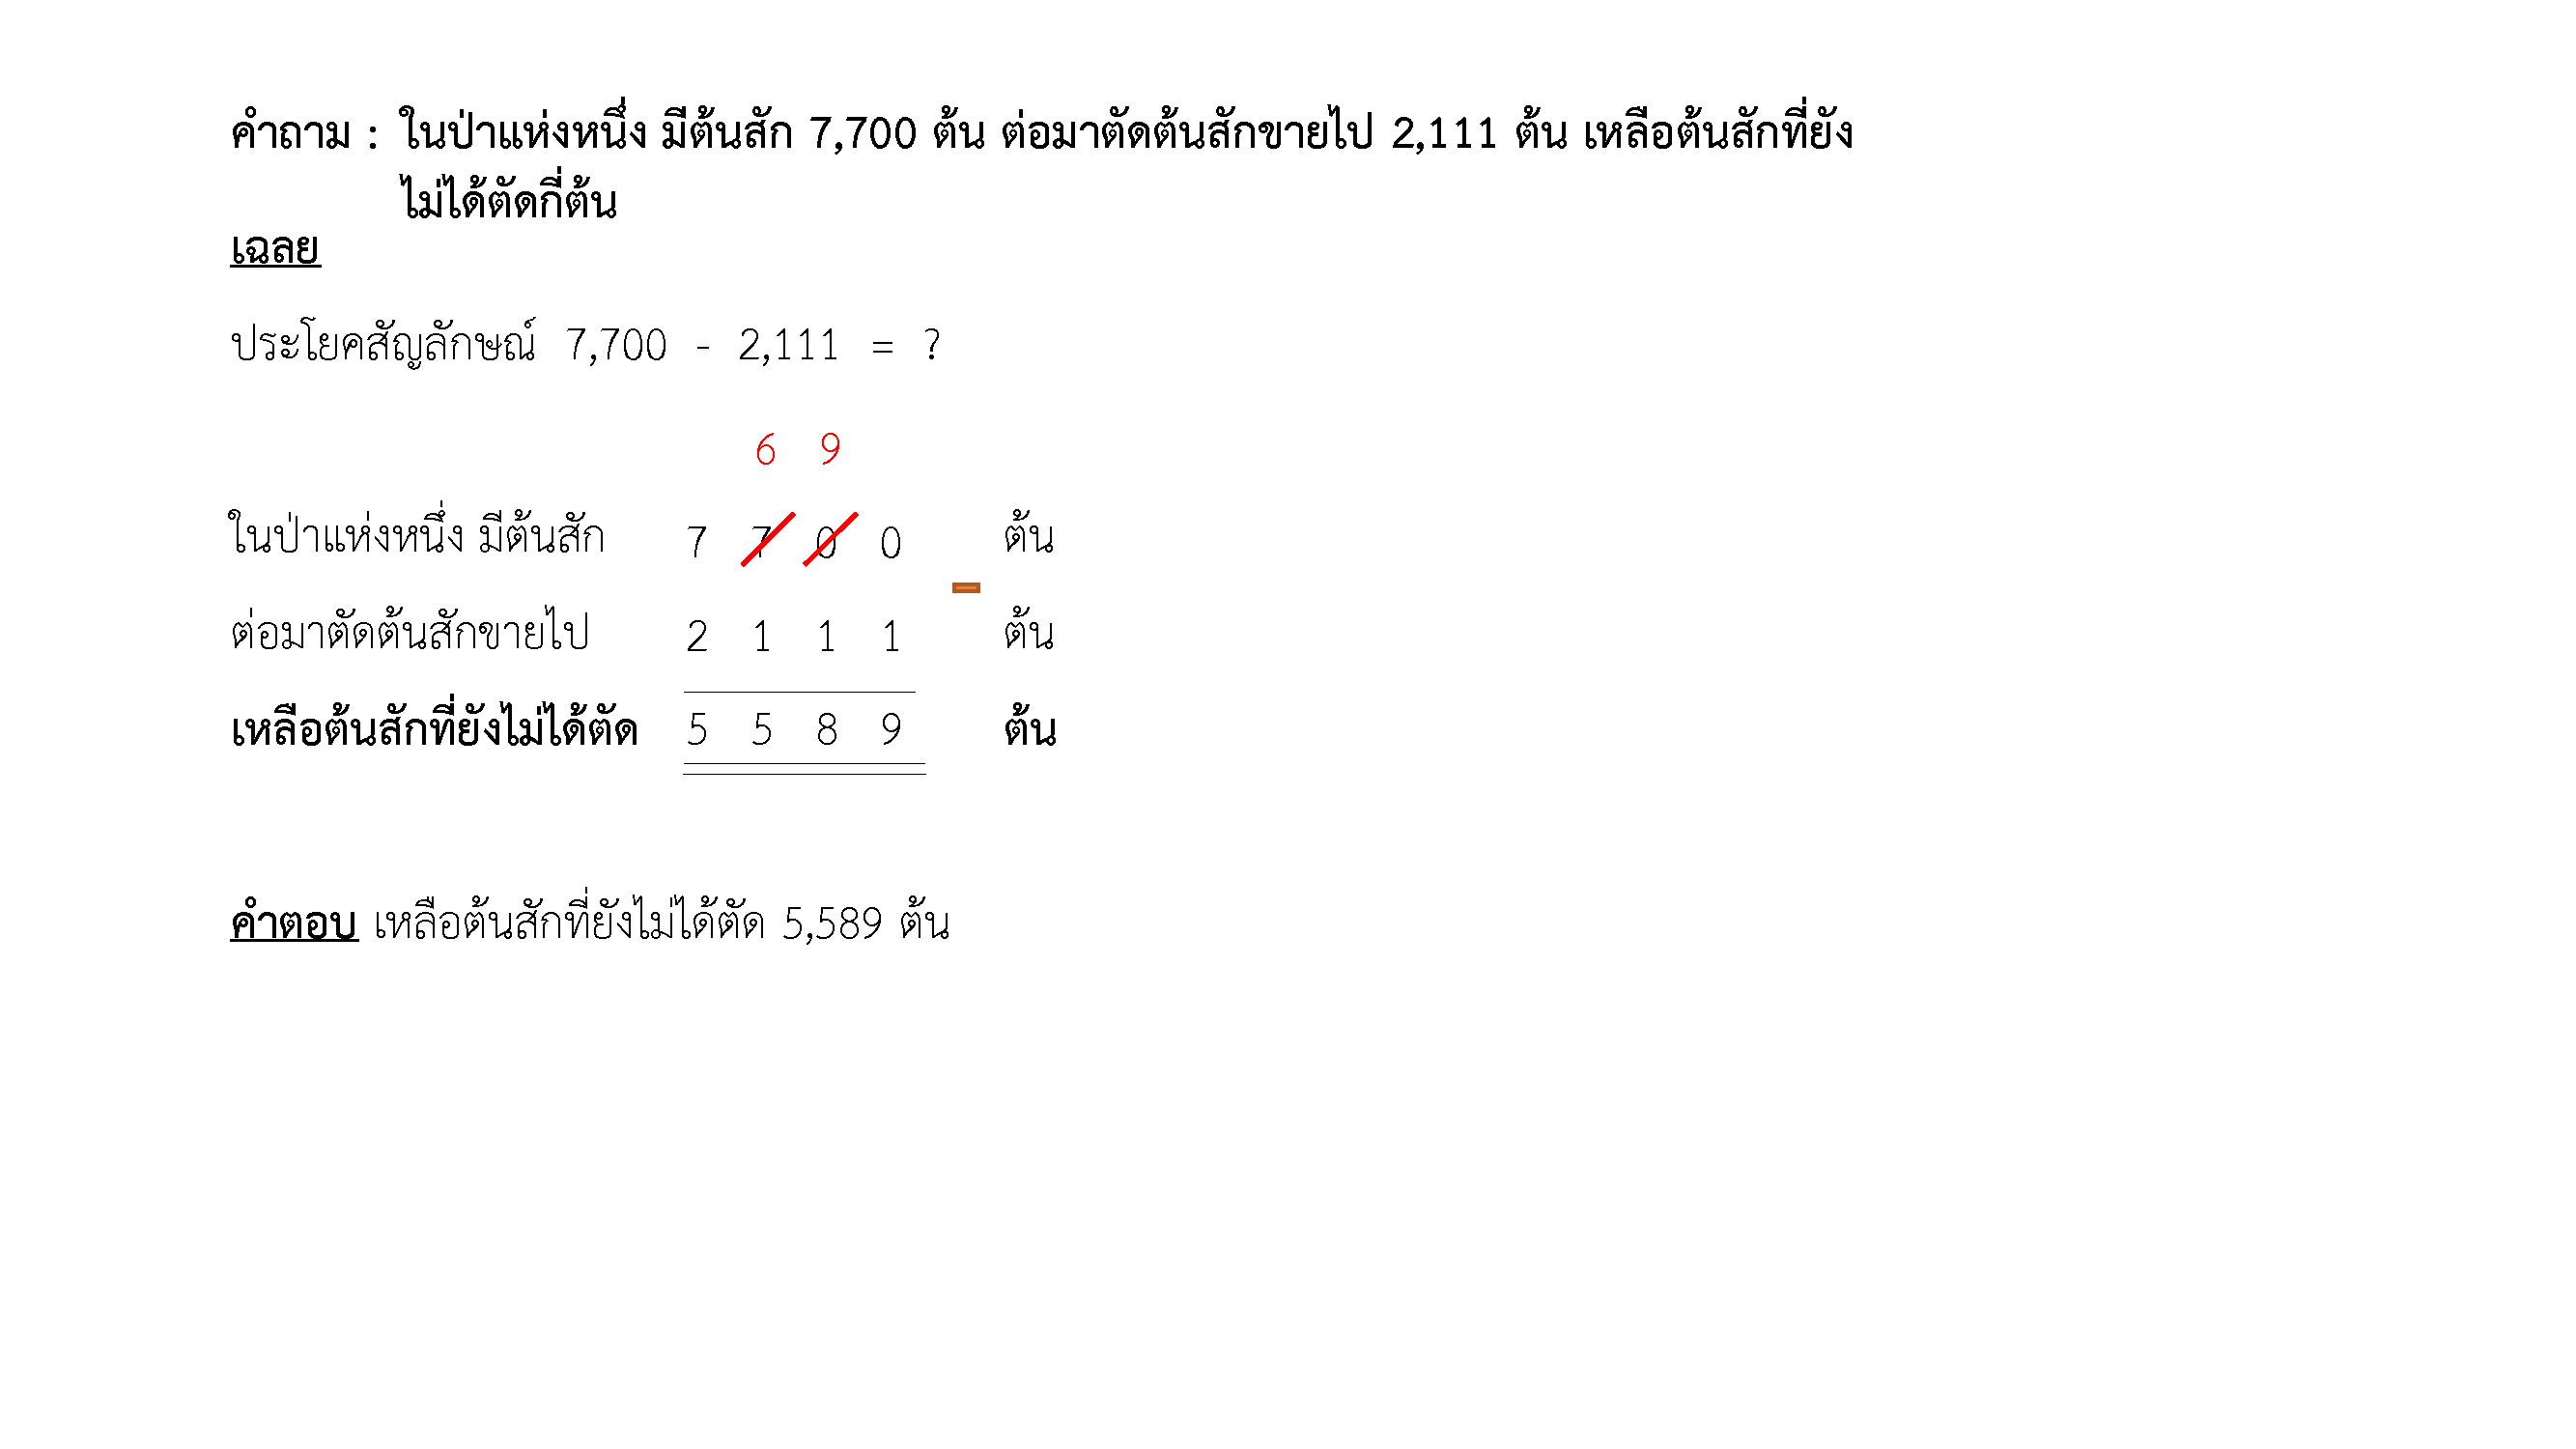 คำถาม : ในป่าแห่งหนึ่ง มีต้นสัก 7,700 ต้น ต่อมาตัดต้นสักขายไป 2,111 ต้น เหลือต้นสักที่ยัง
ไม่ได้ตัดกี่ต้น
เฉลย
ประโยคสัญลักษณ์ 7,700 - 2,111 = ?
6 9
ในป่าแห่งหนึ่ง มีต้นสัก 7 7 0 0 ต้น
-
ต่อมาตัดต้นสักขายไป 2 1 1 1 ต้น
เหลือต้นสักที่ยังไม่ได้ตัด 5 5 8 9 ต้น
คำตอบ เหลือต้นสักที่ยังไม่ได้ตัด 5,589 ต้น